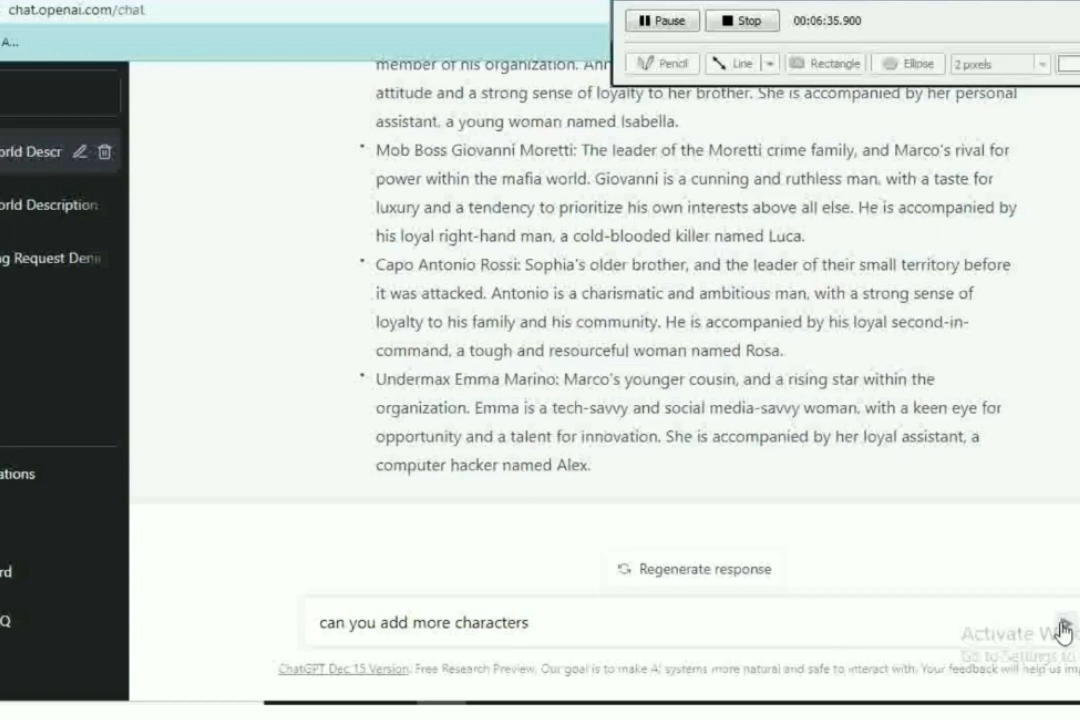 chat.openai.com/chat
Pause Stop 00:06:35.900
A...
Pencil Line Rectangle Ellipse 2 pixels
member of his organization.
attitude and a strong sense of loyalty to her brother. She is accompanied by her personal
assistant, a young woman named Isabella.
• Mob Boss Giovanni Moretti: The leader of the Moretti crime family, and Marco's rival for
power within the mafia world. Giovanni is a cunning and ruthless man, with a taste for
luxury and a tendency to prioritize his own interests above all else. He is accompanied by
his loyal right-hand man, a cold-blooded killer named Luca.
• Capo Antonio Rossi: Sophia's older brother, and the leader of their small territory before
it was attacked. Antonio is a charismatic and ambitious man, with a strong sense of
loyalty to his family and his community. He is accompanied by his loyal second-in-
command, a tough and resourceful woman named Rosa.
• Undermax Emma Marino: Marco's younger cousin, and a rising star within the
organization. Emma is a tech-savvy and social media-savvy woman, with a keen eye for
opportunity and a talent for innovation. She is accompanied by her loyal assistant, a
computer hacker named Alex.
orld Descr
orld Description
g Request Deni
ations
rd
Q
Regenerate response
can you add more characters
Activate W
Go to Settings to
ChatGPT Dec 15 Version. Free Research Preview. Our goal is to make AI systems more natural and safe to interact with. Your feedback will help us imp